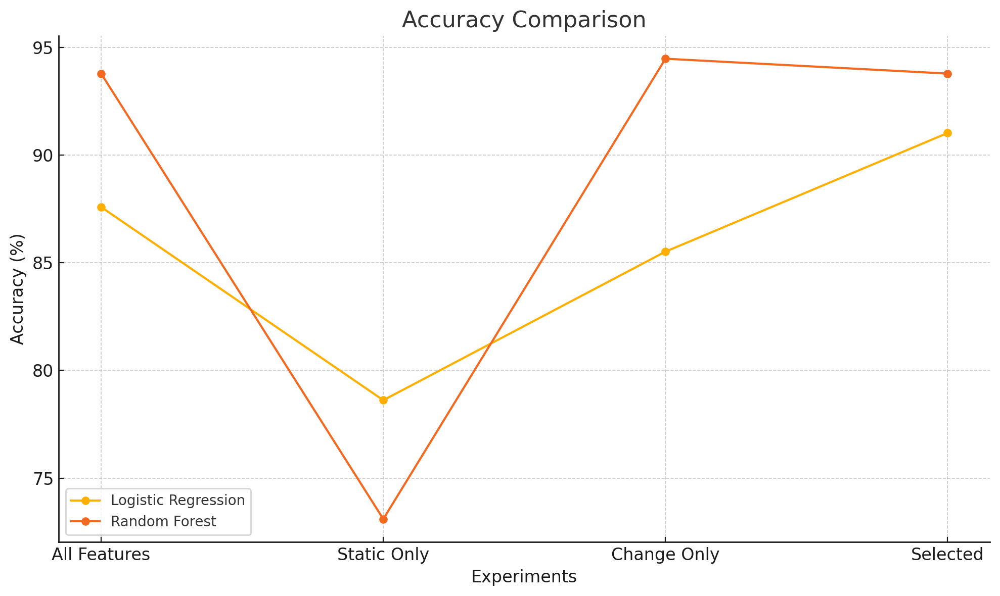 Accuracy Comparison
Accuracy (%)
95
90
85
80
75
Logistic Regression
Random Forest
All Features Static Only Change Only Selected
Experiments